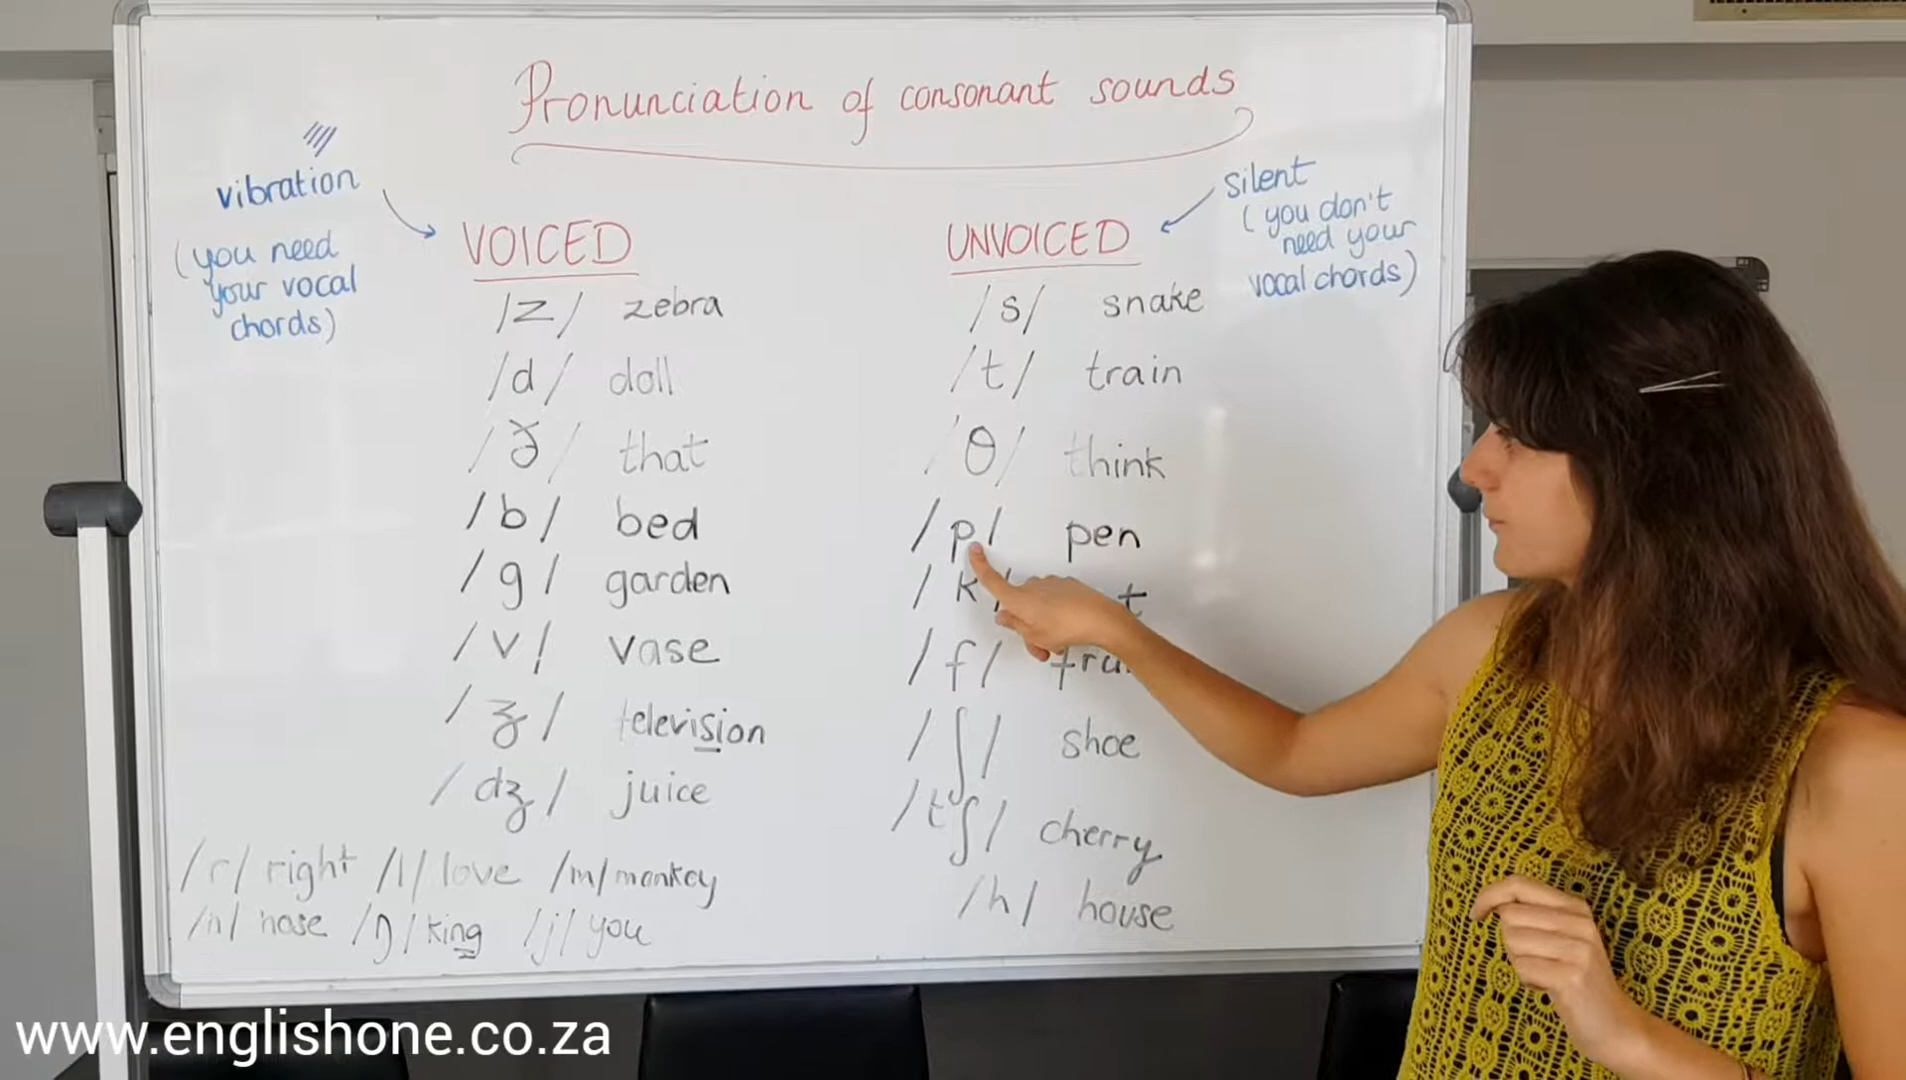 Pronunciation of consonant sounds
vibration
(you need
your vocal
chords)
silent
(you don't
need your
vocal chords)
VOICED
/z/ zebra
/d/ doll
/ð/ that
/b/ bed
/g/ garden
/v/ vase
/ʒ/ television
/dʒ/ juice
/r/ right /l/ love /m/ monkey
/n/ nose /ŋ/ king /j/ you
UNVOICED
/s/ snake
/t/ train
/θ/ think
/p/ pen
/k/
/f/
/ʃ/ shoe
/tʃ/ cherry
/h/ house
www.englishone.co.za